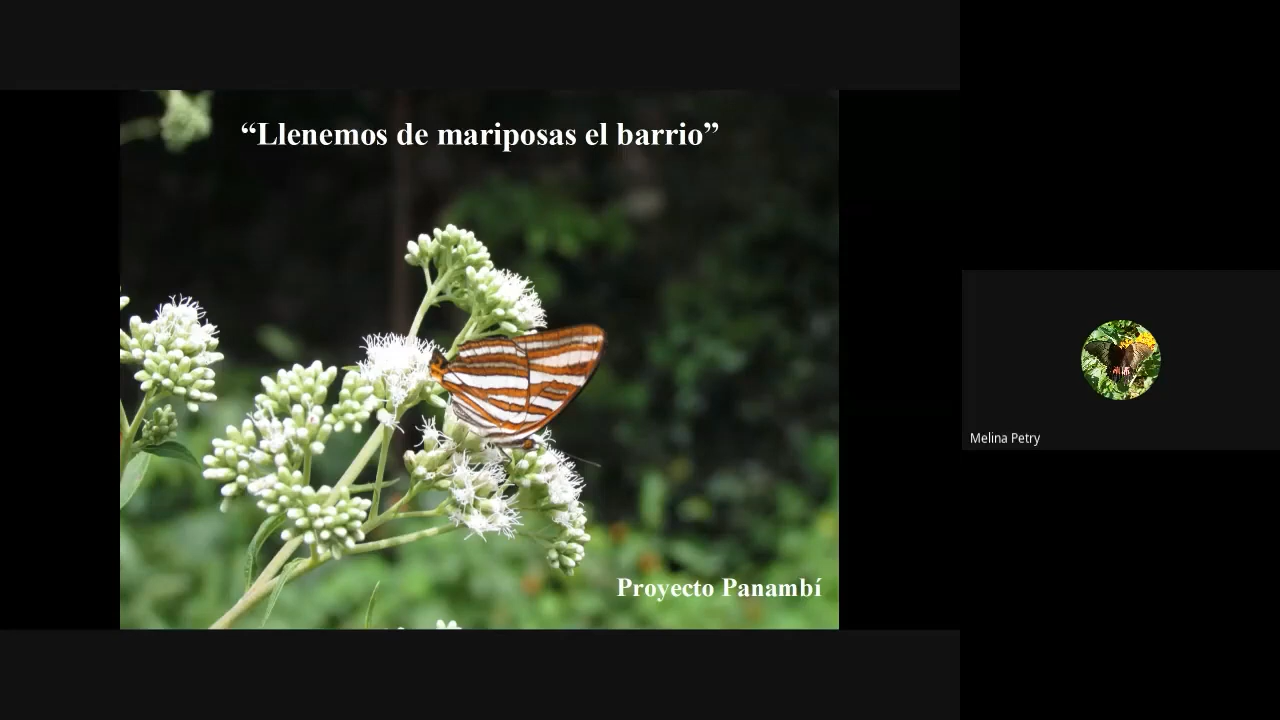 “Llenemos de mariposas el barrio”
Proyecto Panambí
Melina Petry